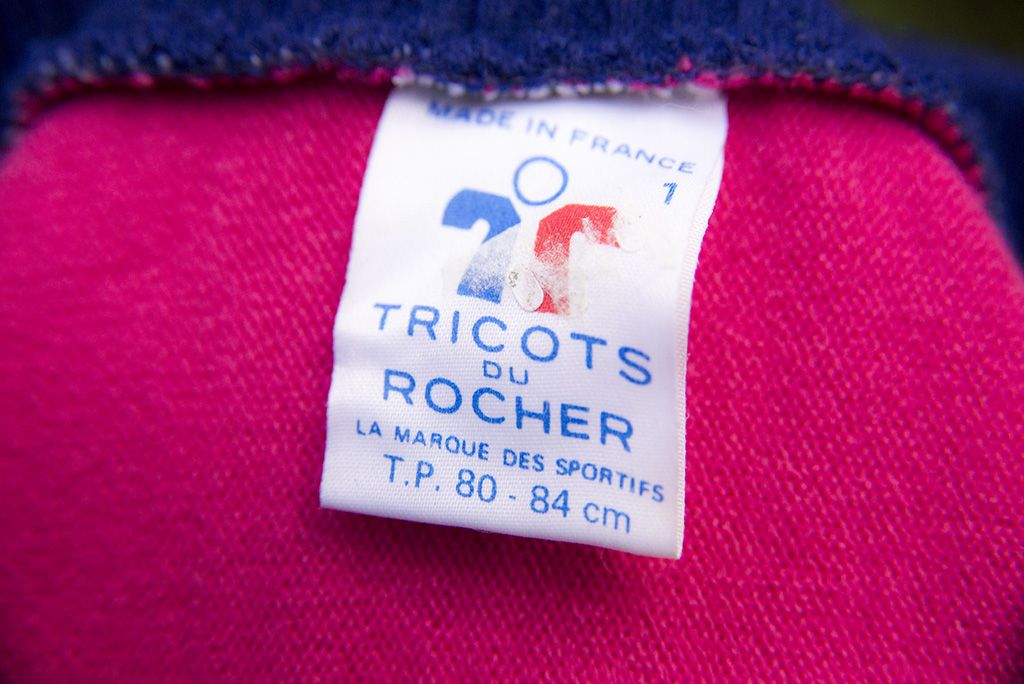 MADE IN FRANCE
1
TRICOTS
DU
ROCHER
LA MARQUE DES SPORTIFS
T.P. 80 - 84 cm